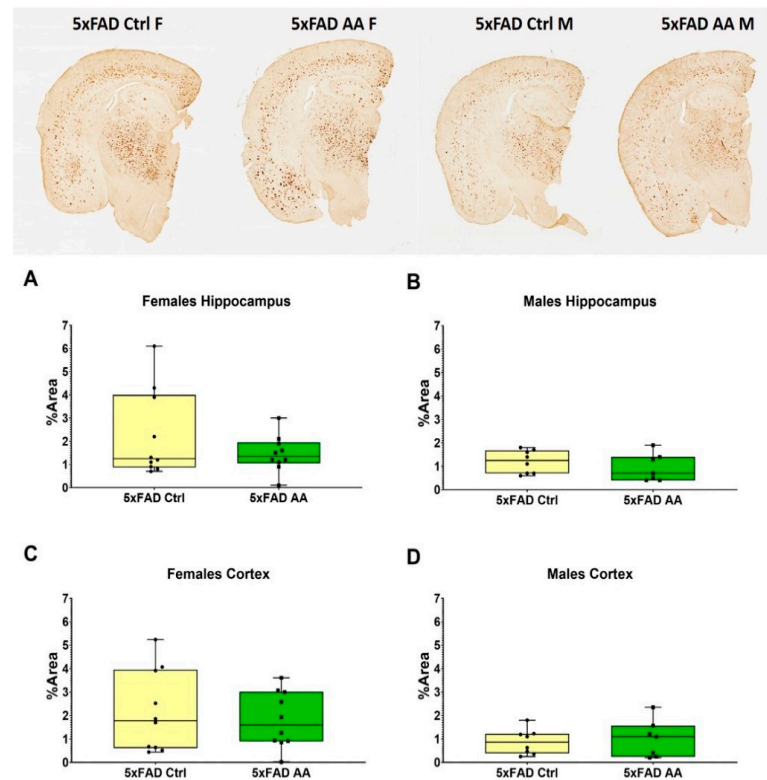 5xFAD Ctrl F 5xFAD AA F 5xFAD Ctrl M 5xFAD AA M
A
Females Hippocampus
%Area
7
6
5
4
3
2
1
0
5xFAD Ctrl 5xFAD AA
B
Males Hippocampus
%Area
7
6
5
4
3
2
1
0
5xFAD Ctrl 5xFAD AA
C
Females Cortex
%Area
7
6
5
4
3
2
1
0
5xFAD Ctrl 5xFAD AA
D
Males Cortex
%Area
7
6
5
4
3
2
1
0
5xFAD Ctrl 5xFAD AA